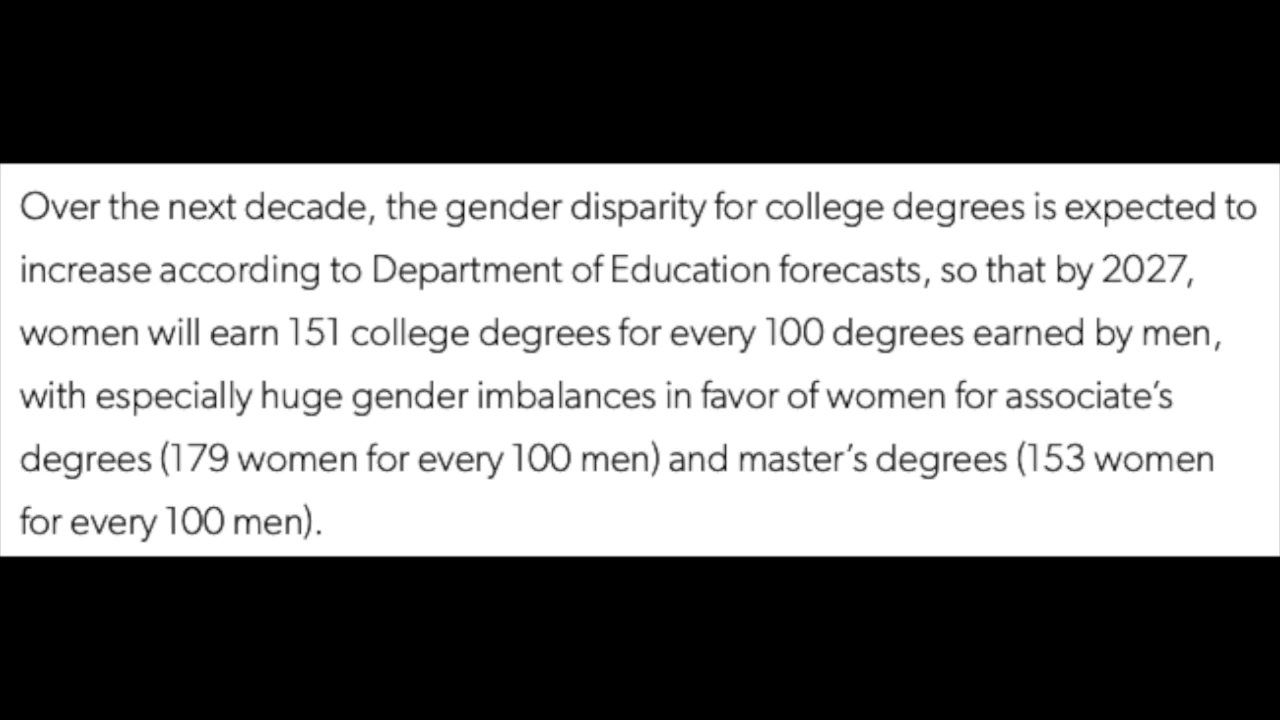 Over the next decade, the gender disparity for college degrees is expected to
increase according to Department of Education forecasts, so that by 2027,
women will earn 151 college degrees for every 100 degrees earned by men,
with especially huge gender imbalances in favor of women for associate’s
degrees (179 women for every 100 men) and master’s degrees (153 women
for every 100 men).